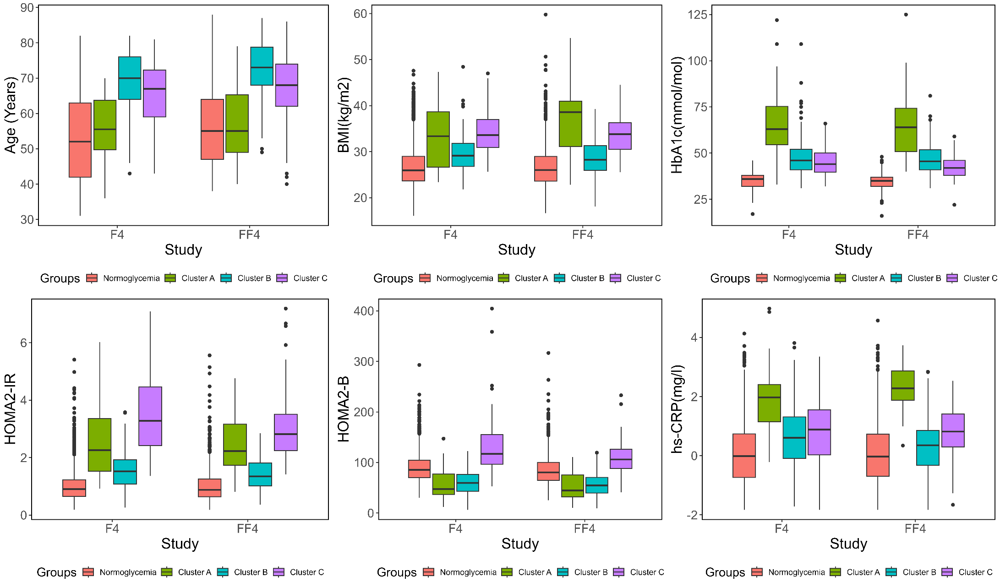 Age (Years)
90
80
70
60
50
40
30
F4 FF4
Study
Groups Normoglycemia Cluster A Cluster B Cluster C
BMI(kg/m2)
60
50
40
30
20
F4 FF4
Study
Groups Normoglycemia Cluster A Cluster B Cluster C
HbA1c(mmol/mol)
125
100
75
50
25
F4 FF4
Study
Groups Normoglycemia Cluster A Cluster B Cluster C
HOMA2-IR
6
4
2
0
F4 FF4
Study
Groups Normoglycemia Cluster A Cluster B Cluster C
HOMA2-B
400
300
200
100
0
F4 FF4
Study
Groups Normoglycemia Cluster A Cluster B Cluster C
hs-CRP(mg/l)
4
2
0
-2
F4 FF4
Study
Groups Normoglycemia Cluster A Cluster B Cluster C